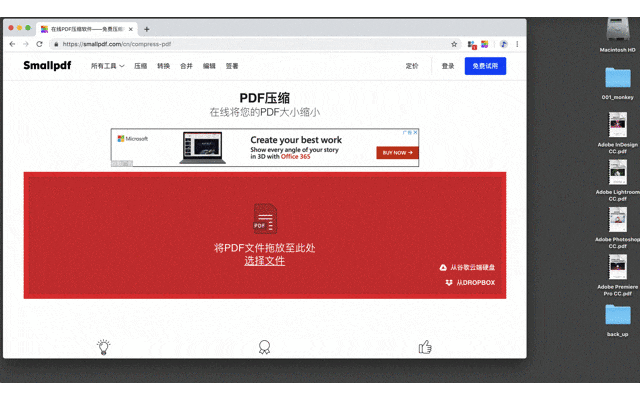 在线PDF压缩软件——免费压缩
https://smallpdf.com/cn/compress-pdf
Smallpdf
所有工具
压缩
转换
合并
编辑
签署
定价
登录
免费试用
PDF压缩
在线将您的PDF大小缩小
Microsoft
Create your best work
Show every angle of your story
in 3D with Office 365
BUY NOW
广告
PDF
将PDF文件拖放至此处
选择文件
从谷歌云端硬盘
从DROPBOX
Macintosh HD
001_monkey
Adobe InDesign
CC.pdf
Adobe Lightroom
CC.pdf
Adobe Photoshop
CC.pdf
Adobe Premiere
Pro CC.pdf
back_up